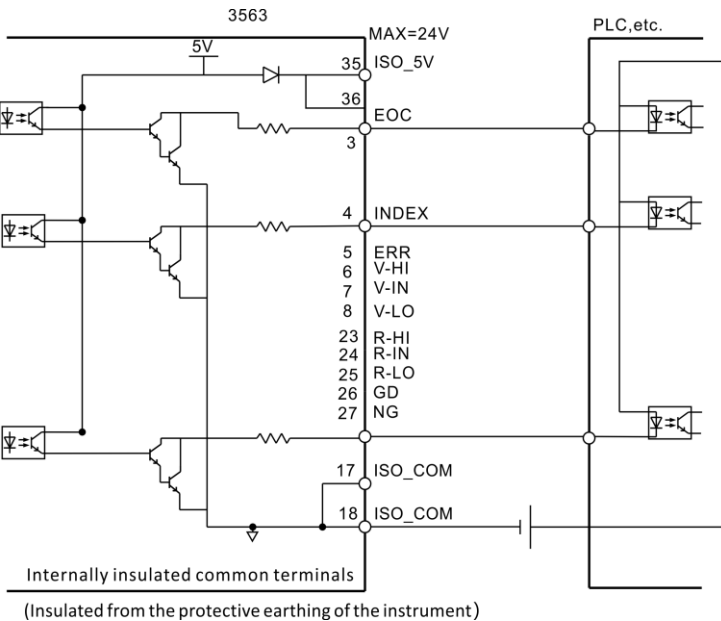 3563
MAX=24V
PLC,etc.
5V
35 ISO_5V
36
EOC
3
4 INDEX
5 ERR
6 V-HI
7 V-IN
8 V-LO
23 R-HI
24 R-IN
25 R-LO
26 GD
27 NG
17 ISO_COM
18 ISO_COM
Internally insulated common terminals
(Insulated from the protective earthing of the instrument)